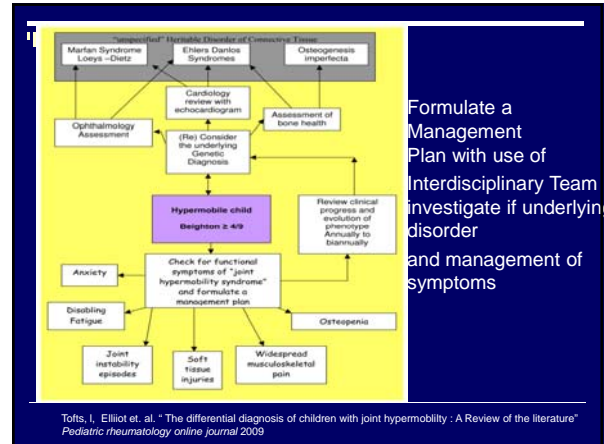 "unspecified" Heritable Disorder of Connective Tissue
Marfan Syndrome
Loeys -Dietz
Ehlers Danlos
Syndromes
Osteogenesis
imperfecta
Cardiology
review with
echocardiogram
Assessment of
bone health
Ophthalmology
Assessment
(Re) Consider
the underlying
Genetic
Diagnosis
Hypermobile child
Beighton ≥ 4/9
Review clinical
progress and
evolution of
phenotype
Annually to
biannually
Check for functional
symptoms of "joint
hypermobility syndrome"
and formulate a
management plan
Anxiety
Disabling
Fatigue
Osteopenia
Joint
instability
episodes
Soft
tissue
injuries
Widespread
musculoskeletal
pain
Formulate a
Management
Plan with use of
Interdisciplinary Team
investigate if underlying
disorder
and management of
symptoms
Tofts, l, Elliiot et. al. " The differential diagnosis of children with joint hypermoblilty : A Review of the literature"
Pediatric rheumatology online journal 2009